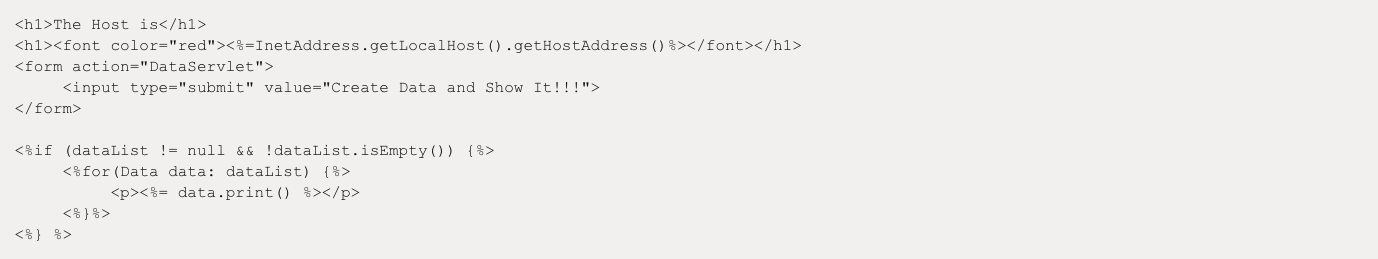 <h1>The Host is</h1>
<h1><font color="red"><%=InetAddress.getLocalHost().getHostAddress()%></font></h1>
<form action="DataServlet">
     <input type="submit" value="Create Data and Show It!!!">
</form>

<%if (dataList != null && !dataList.isEmpty()) {%>
     <%for(Data data: dataList) {%>
          <p><%= data.print() %></p>
     <%}%>
<%} %>